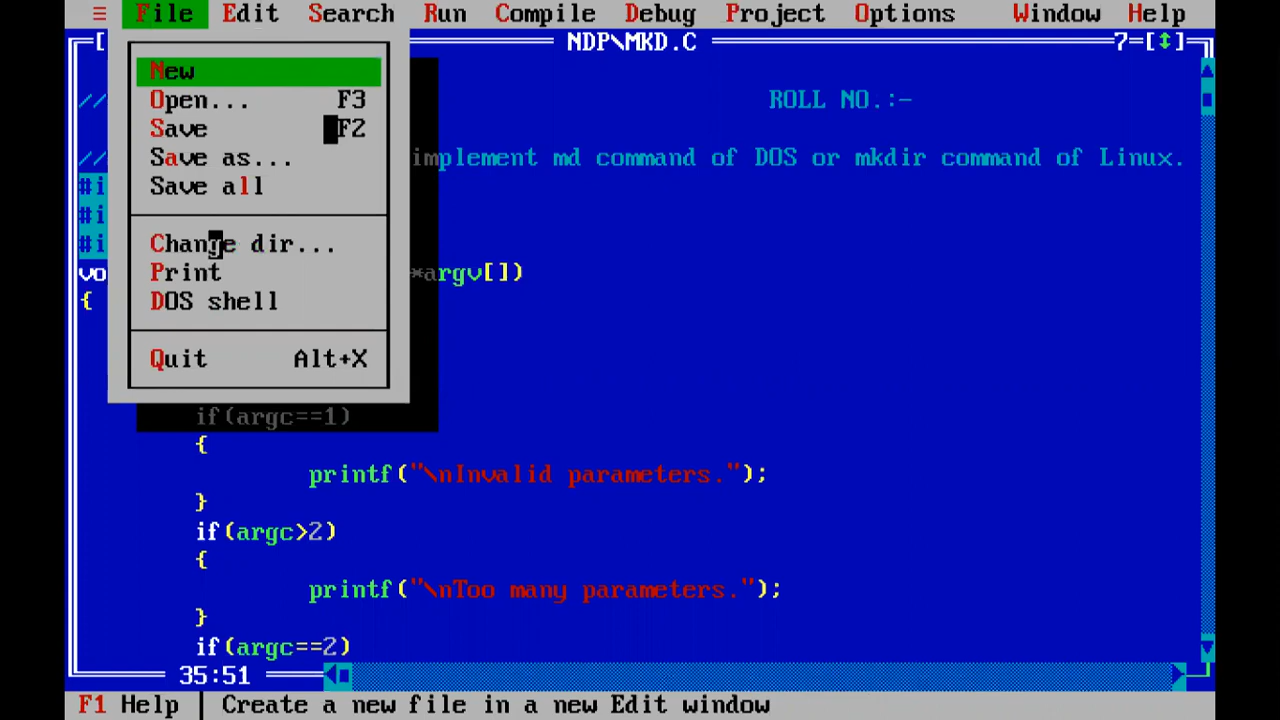 ≡ File Edit Search Run Compile Debug Project Options Window Help
[ NDP\MKD.C 7=[↕]
New
// ROLL NO.:-
Open... F3
Save F2
// implement md command of DOS or mkdir command of Linux.
Save as...
#i Save all
#i
#i Change dir...
vo *argv[])
Print
{ DOS shell
Quit Alt+X
if(argc==1)
{
printf("\nInvalid parameters.");
}
if(argc>2)
{
printf("\nToo many parameters.");
}
if(argc==2)
35:51
F1 Help | Create a new file in a new Edit window